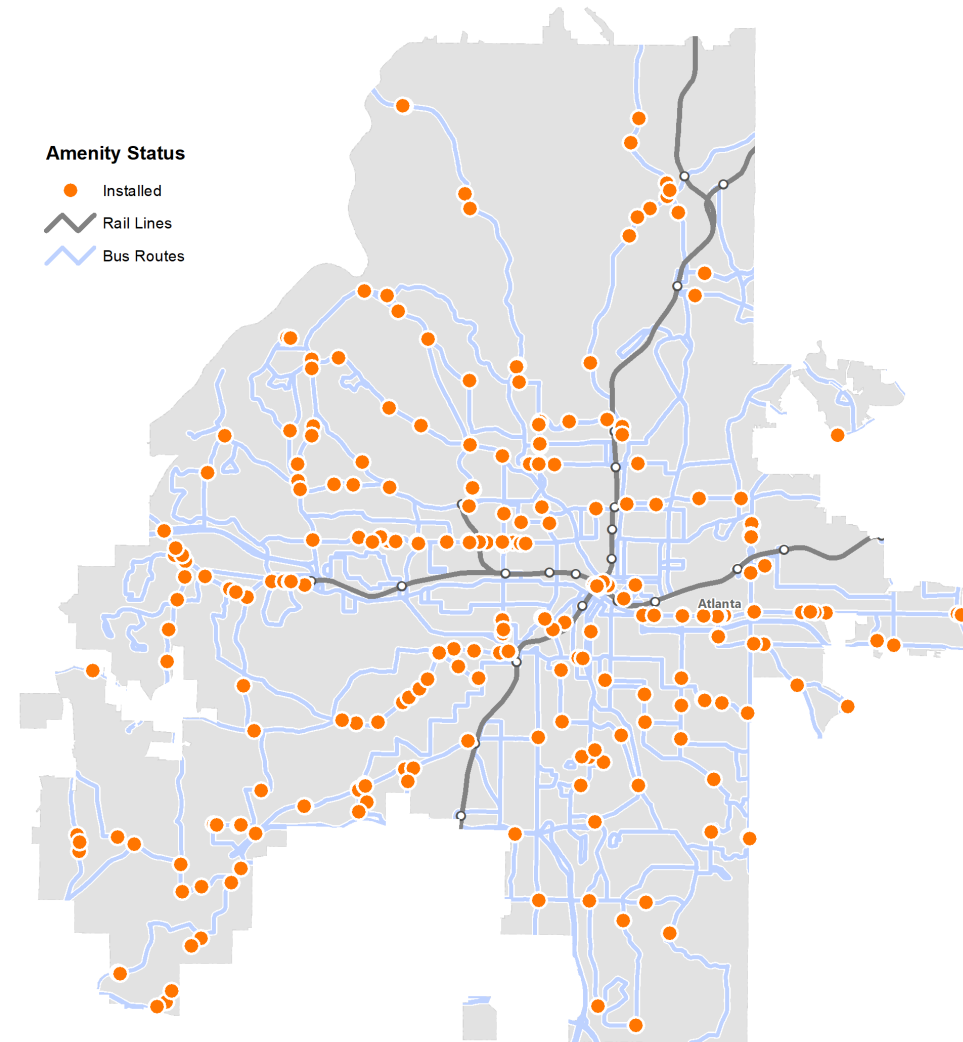 Amenity Status
Installed
Rail Lines
Bus Routes
Atlanta